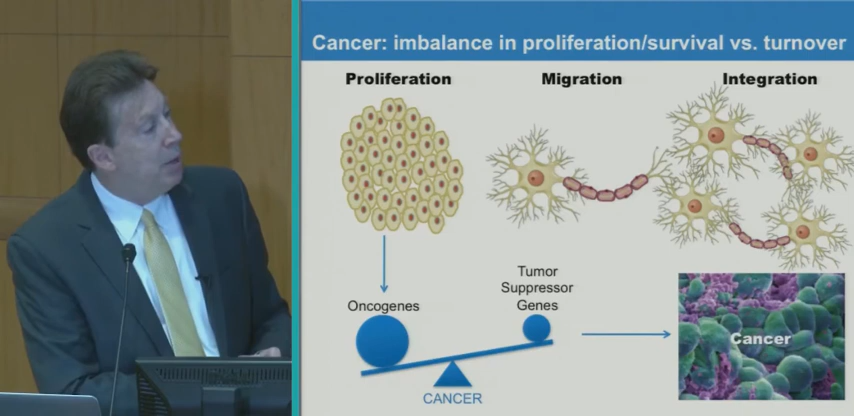 Cancer: imbalance in proliferation/survival vs. turnover
Proliferation
Migration
Integration
Oncogenes
Tumor
Suppressor
Genes
CANCER
Cancer